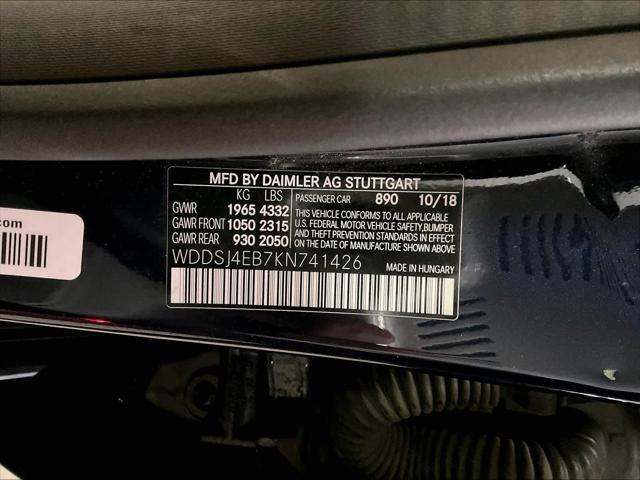 MFD BY DAIMLER AG STUTTGART
KG LBS
GWR 1965 4332
GAWR FRONT 1050 2315
GAWR REAR 930 2050
PASSENGER CAR 890 10/18
THIS VEHICLE CONFORMS TO ALL APPLICABLE
U.S. FEDERAL MOTOR VEHICLE SAFETY,BUMPER
AND THEFT PREVENTION STANDARDS IN EFFECT
ON THE DATE OF MANUFACTURE SHOWN ABOVE.
WDDSJ4EB7KN741426
MADE IN HUNGARY
.com